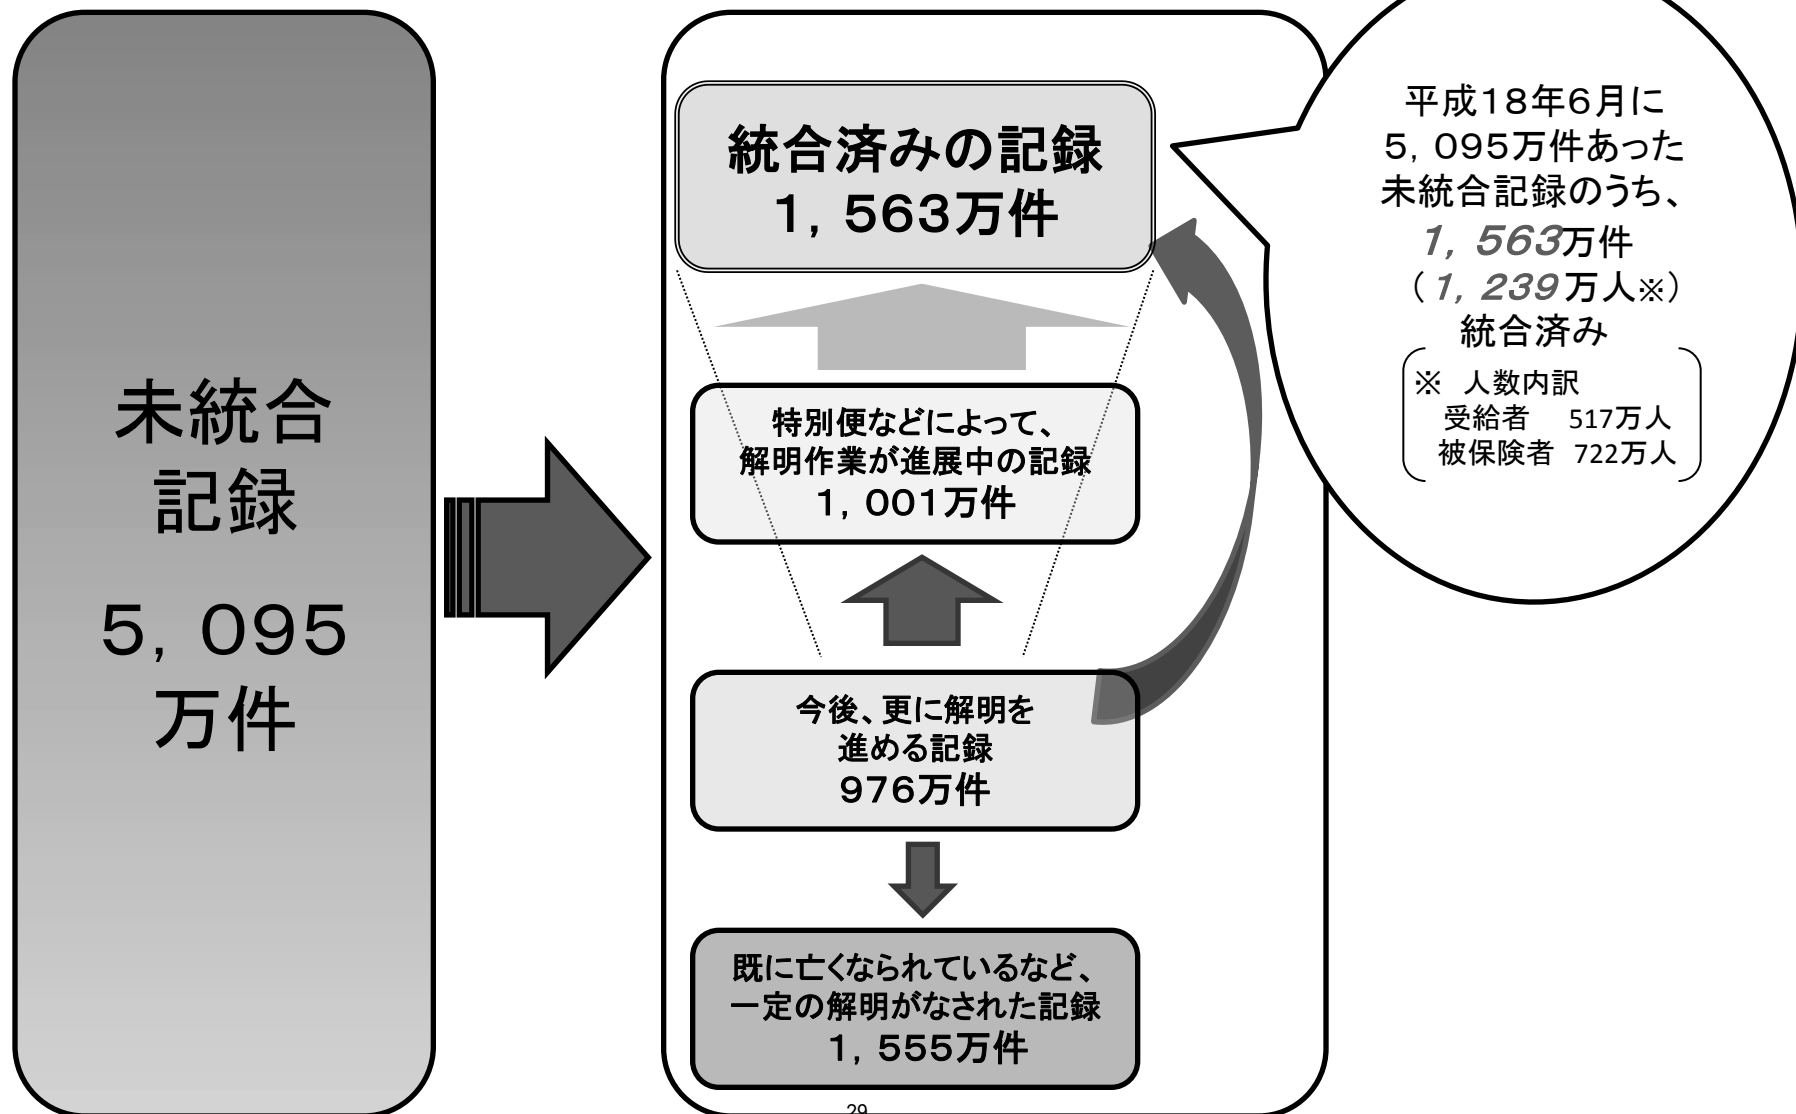 未統合
記録
5,095
万件
統合済みの記録
1,563万件
特別便などによって、
解明作業が進展中の記録
1,001万件
今後、更に解明を
進める記録
976万件
既に亡くなられているなど、
一定の解明がなされた記録
1,555万件
平成18年6月に
5,095万件あった
未統合記録のうち、
1,563万件
(1,239万人※)
統合済み
※ 人数内訳
受給者 517万人
被保険者 722万人
29